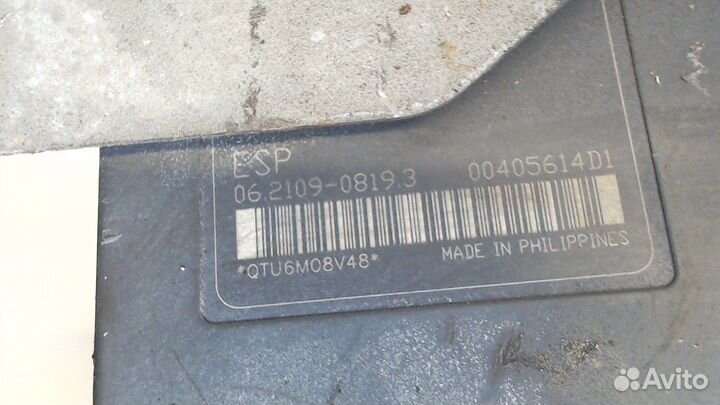 ESP
06.2109-0819.3 00405614D1
*QTU6M08V48* MADE IN PHILIPPINES
Avito